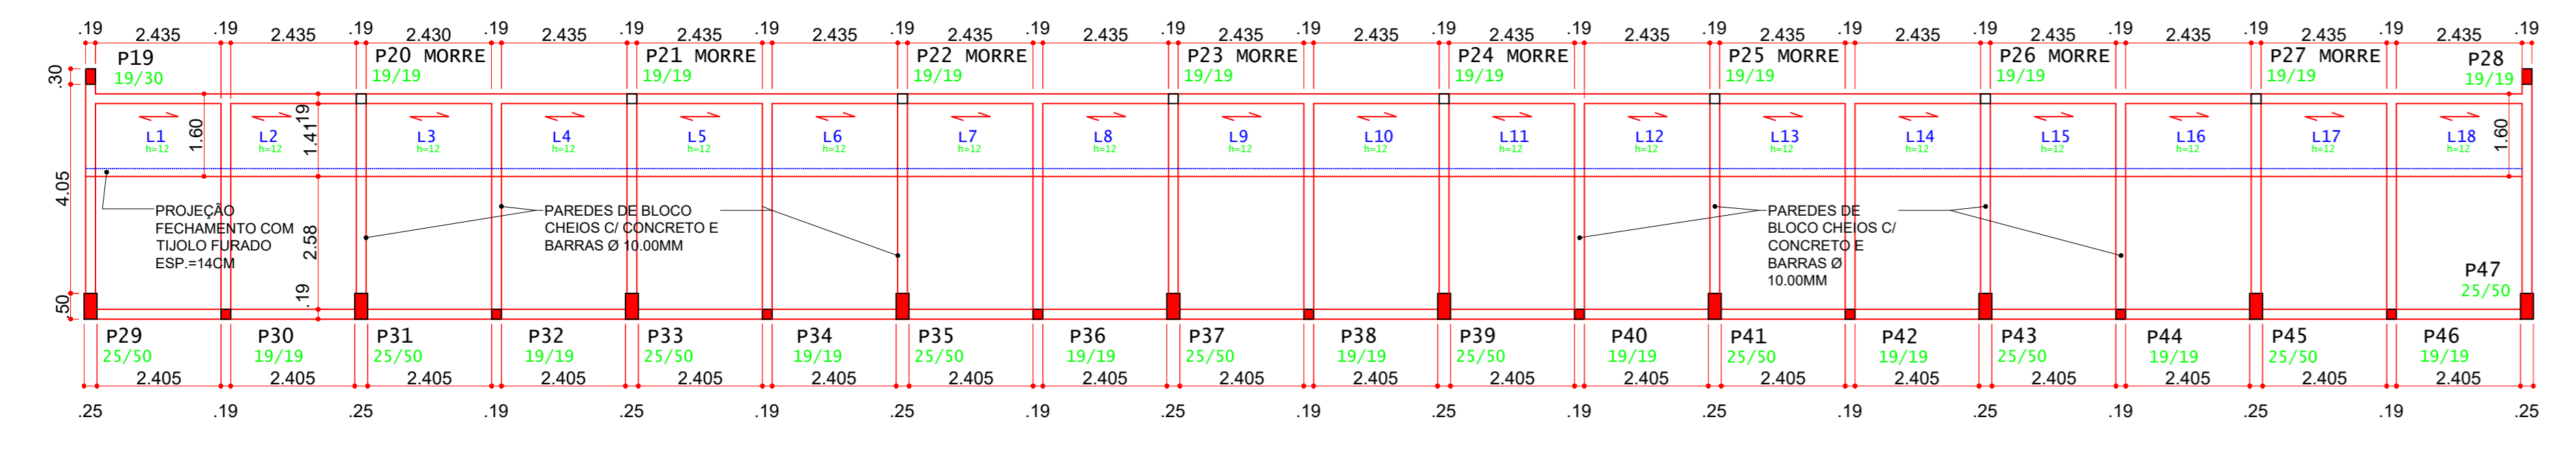 .19 2.435 .19 2.435 .19 2.430 .19 2.435 .19 2.435 .19 2.435 .19 2.435 .19 2.435 .19 2.435 .19 2.435 .19 2.435 .19 2.435 .19 2.435 .19 2.435 .19 2.435 .19 2.435 .19 2.435 .19 2.435 .19
P19 P20 MORRE P21 MORRE P22 MORRE P23 MORRE P24 MORRE P25 MORRE P26 MORRE P27 MORRE P28
19/30 19/19 19/19 19/19 19/19 19/19 19/19 19/19 19/19 19/19
.30
.19
1.60
1.41
1.60
L1 L2 L3 L4 L5 L6 L7 L8 L9 L10 L11 L12 L13 L14 L15 L16 L17 L18
h=12 h=12 h=12 h=12 h=12 h=12 h=12 h=12 h=12 h=12 h=12 h=12 h=12 h=12 h=12 h=12 h=12 h=12
4.05
PROJEÇÃO
FECHAMENTO COM
TIJOLO FURADO
ESP.=14CM
2.58
PAREDES DE BLOCO
CHEIOS C/ CONCRETO E
BARRAS Ø 10.00MM
PAREDES DE
BLOCO CHEIOS C/
CONCRETO E
BARRAS Ø
10.00MM
P47
25/50
.50
.19
P29 P30 P31 P32 P33 P34 P35 P36 P37 P38 P39 P40 P41 P42 P43 P44 P45 P46
25/50 19/19 25/50 19/19 25/50 19/19 25/50 19/19 25/50 19/19 25/50 19/19 25/50 19/19 25/50 19/19 25/50 19/19
2.405 2.405 2.405 2.405 2.405 2.405 2.405 2.405 2.405 2.405 2.405 2.405 2.405 2.405 2.405 2.405 2.405 2.405
.25 .19 .25 .19 .25 .19 .25 .19 .25 .19 .25 .19 .25 .19 .25 .19 .25 .19 .25